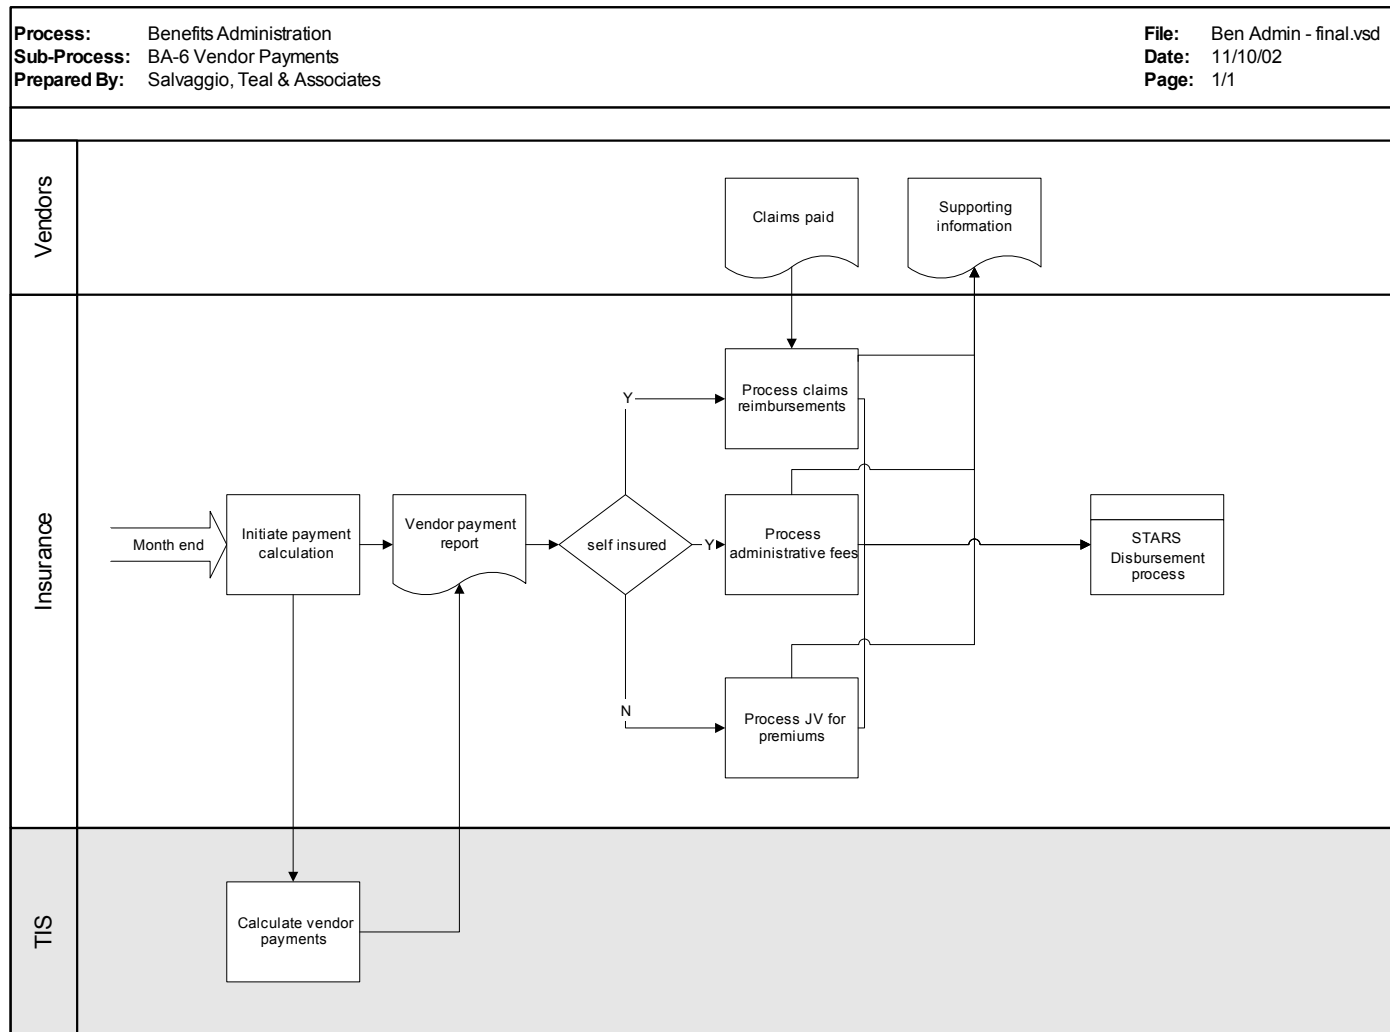 Process: Benefits Administration
Sub-Process: BA-6 Vendor Payments
Prepared By: Salvaggio, Teal & Associates
File: Ben Admin - final.vsd
Date: 11/10/02
Page: 1/1
Vendors
Claims paid
Supporting
information
Insurance
Month end
Initiate payment
calculation
Vendor payment
report
self insured
Y
Y
N
Process claims
reimbursements
Process
administrative fees
Process JV for
premiums
STARS
Disbursement
process
TIS
Calculate vendor
payments